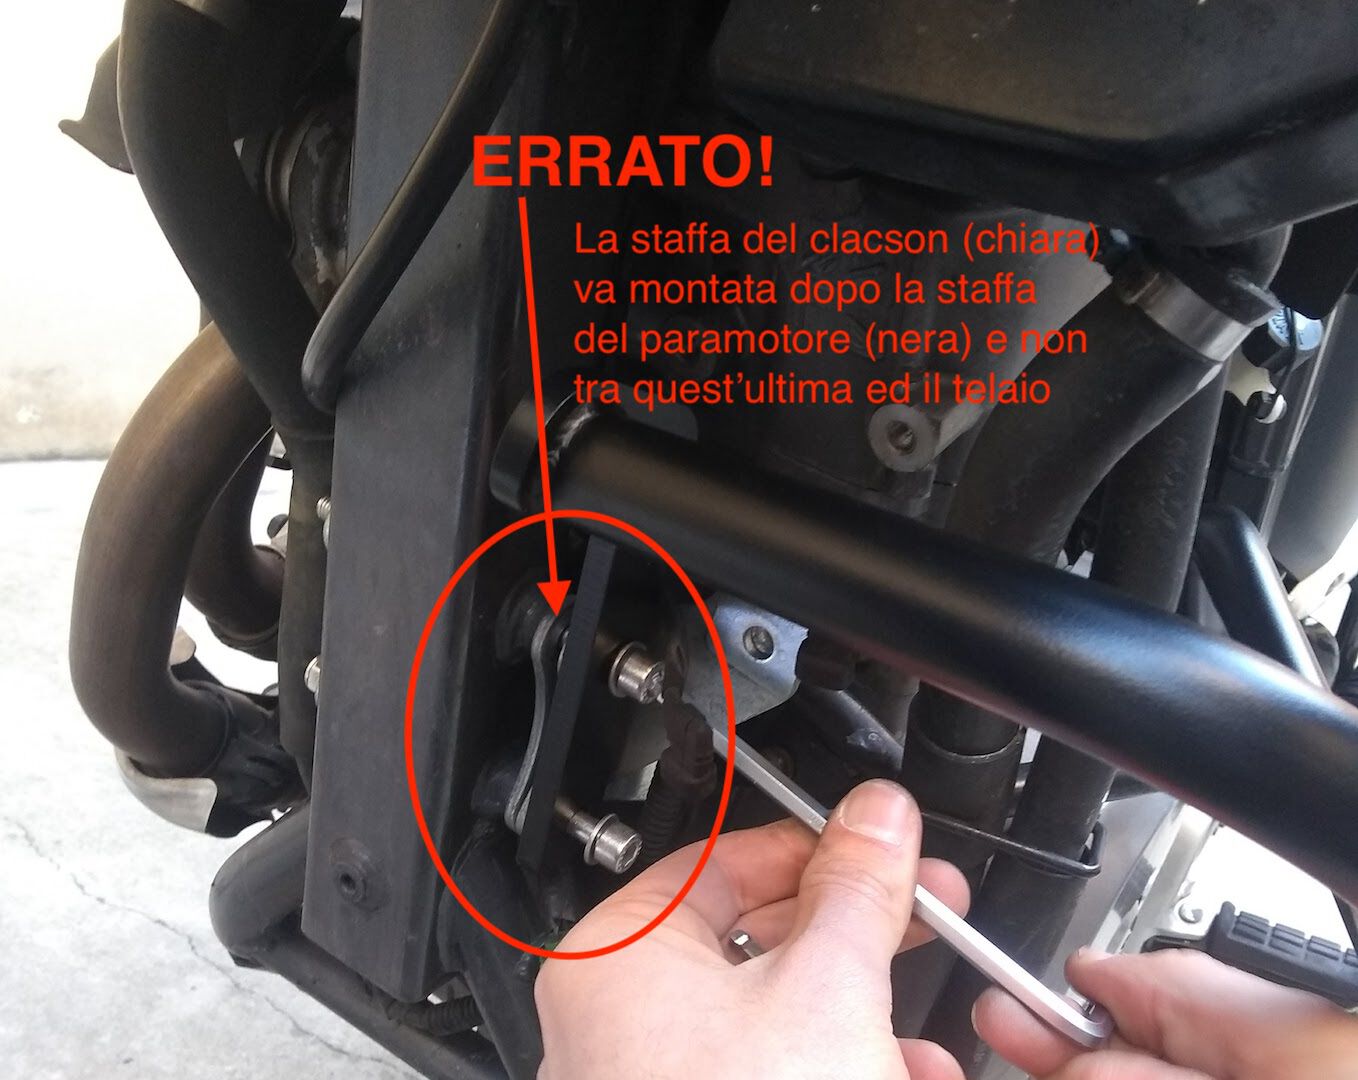 ERRATO!
La staffa del clacson (chiara)
va montata dopo la staffa
del paramotore (nera) e non
tra quest'ultima ed il telaio